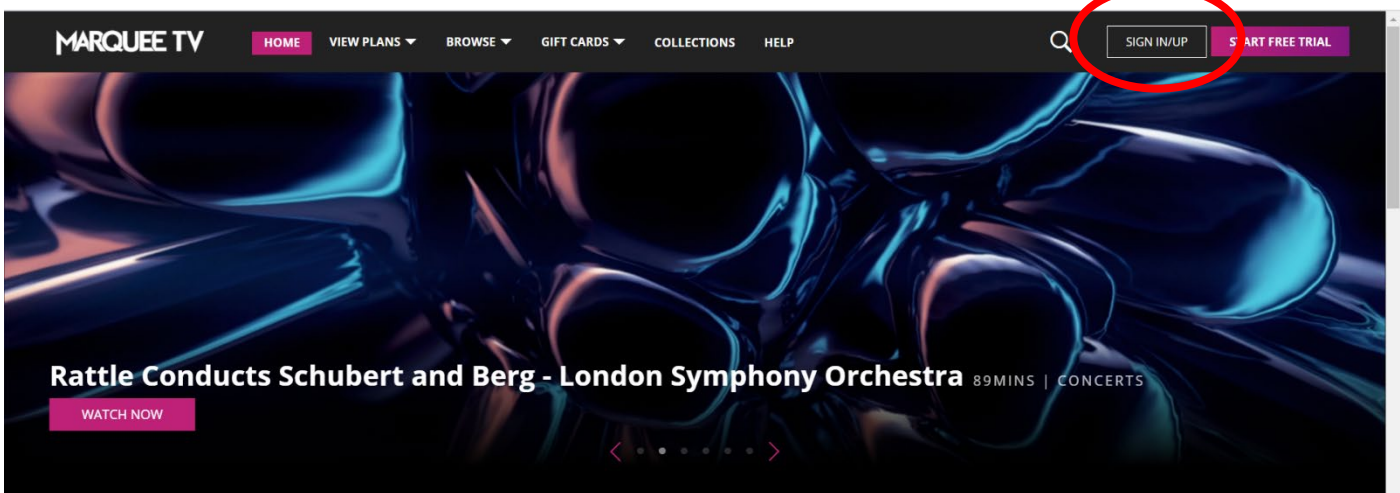 MARQUEE TV HOME VIEW PLANS BROWSE GIFT CARDS COLLECTIONS HELP SIGN IN/UP START FREE TRIAL
Rattle Conducts Schubert and Berg - London Symphony Orchestra 89MINS | CONCERTS
WATCH NOW